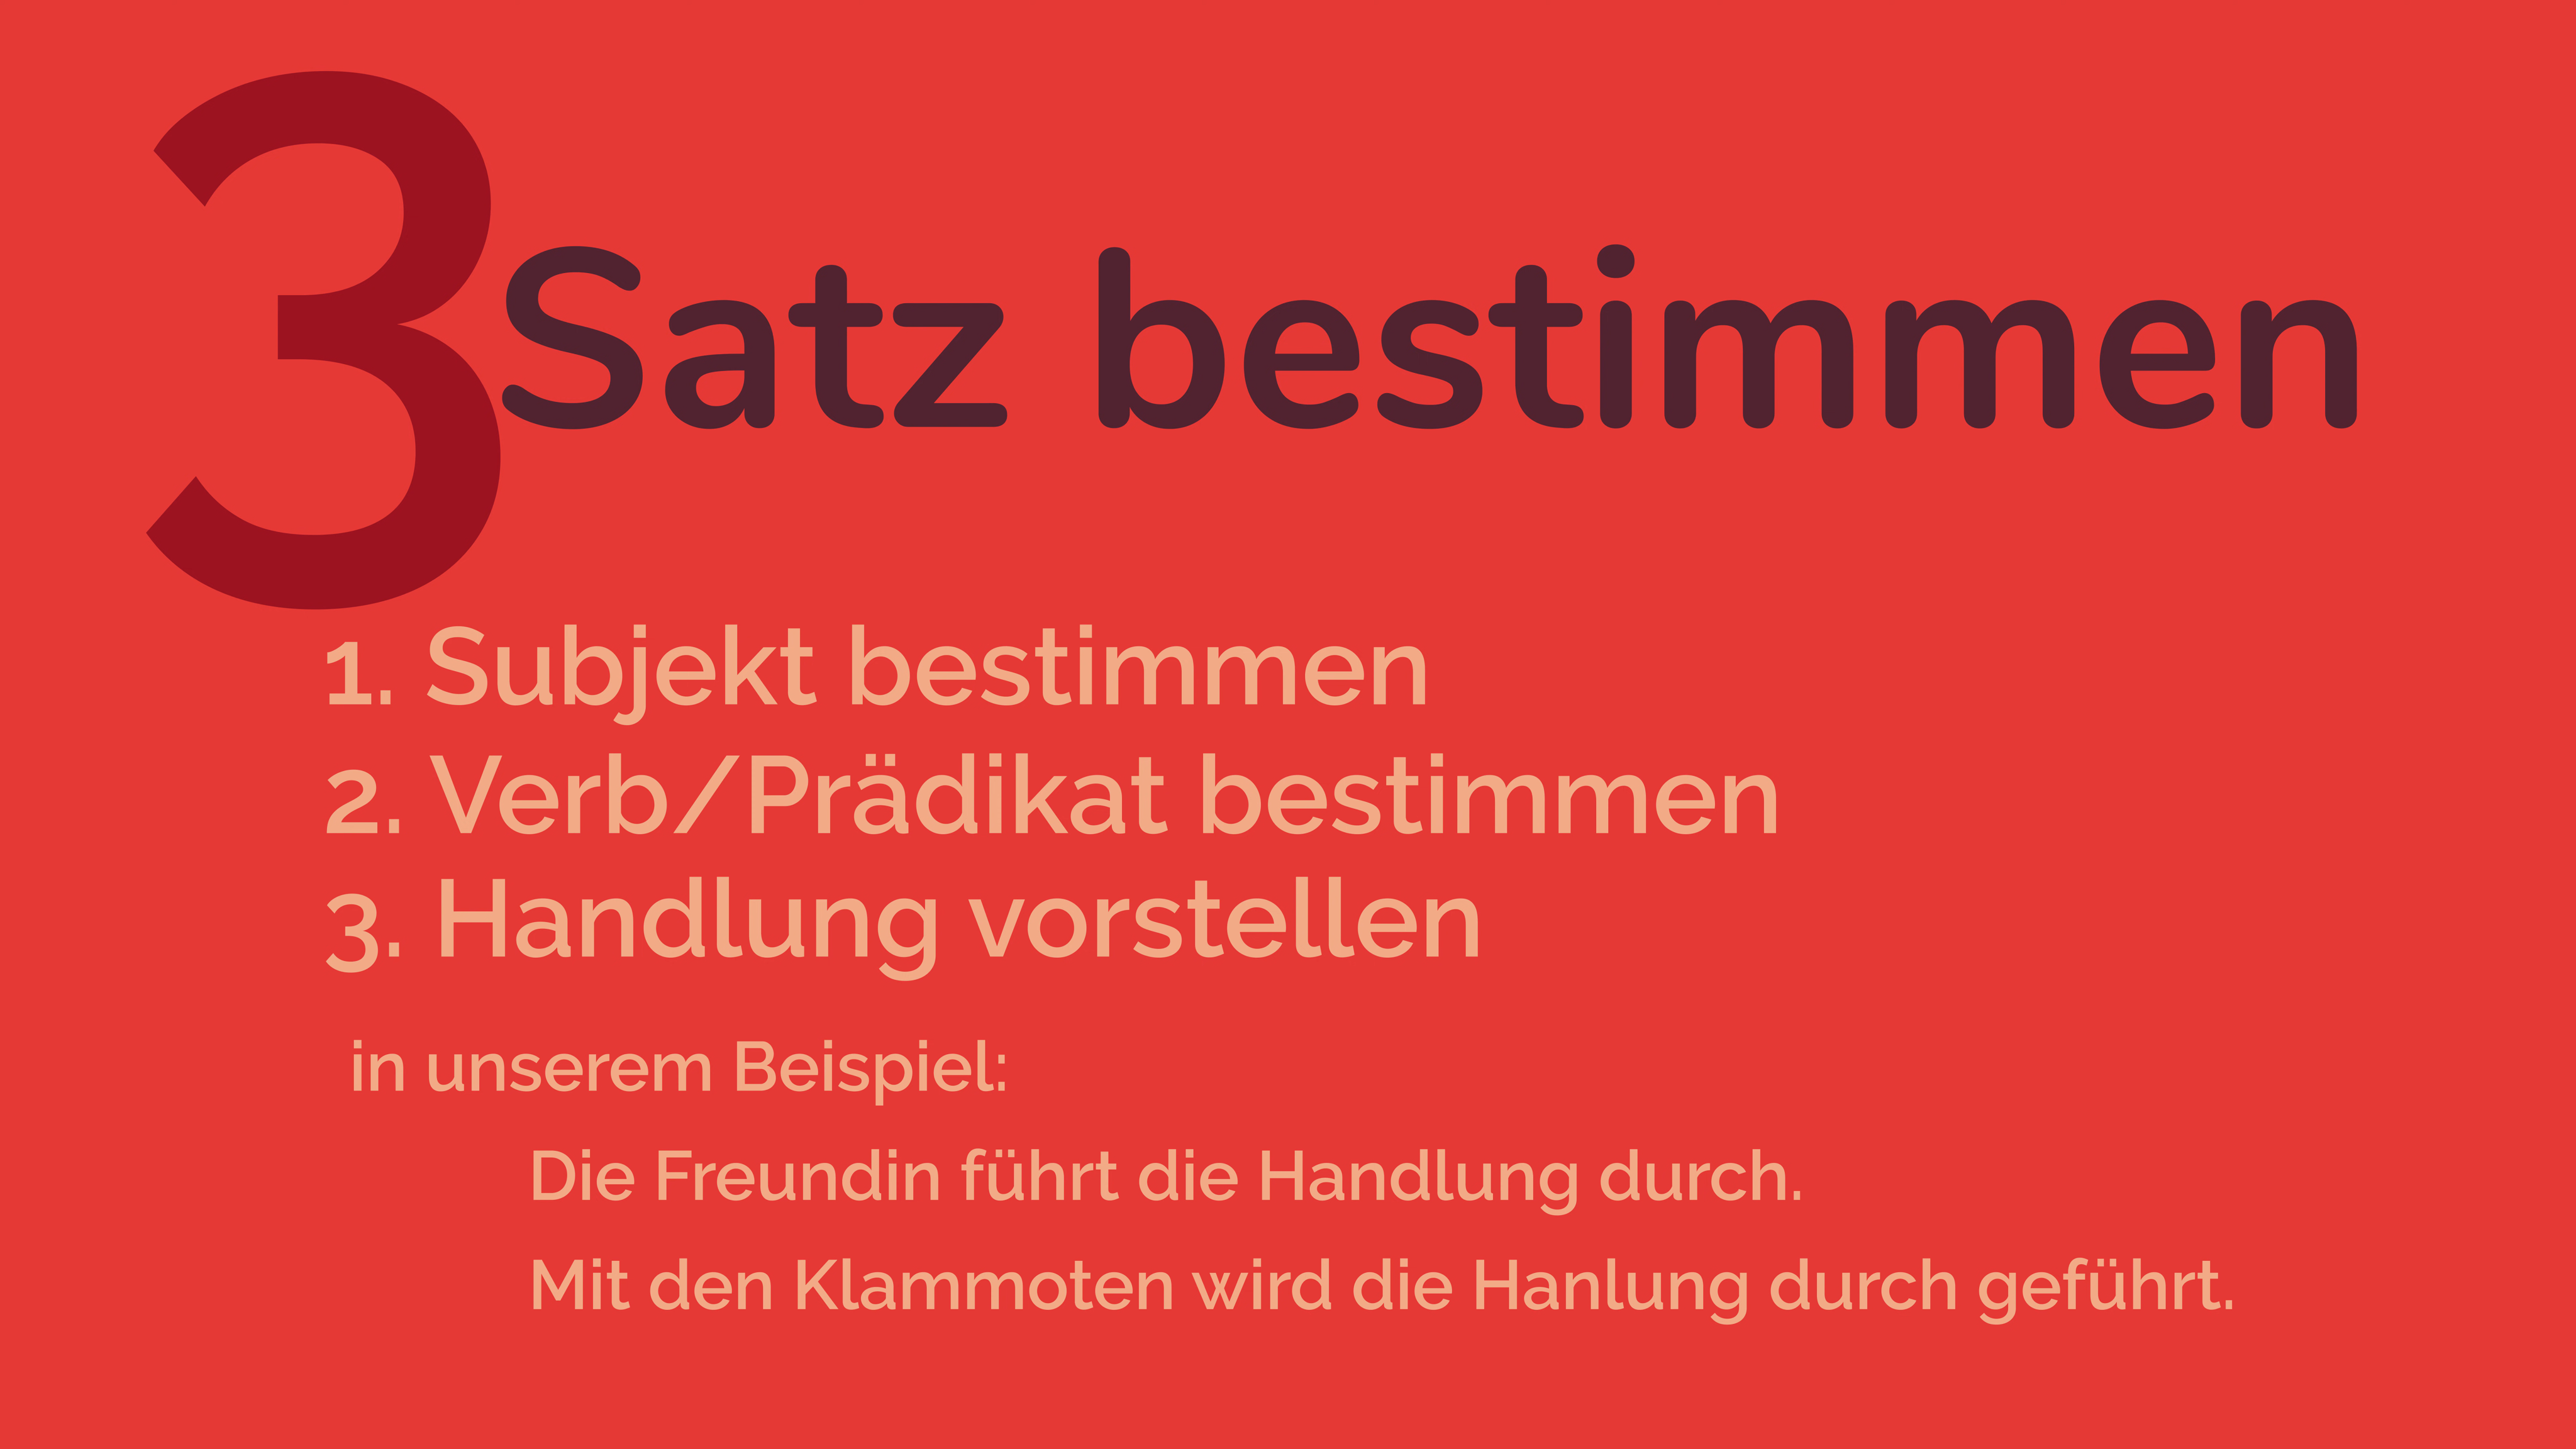 3 Satz bestimmen
1. Subjekt bestimmen
2. Verb/Prädikat bestimmen
3. Handlung vorstellen
in unserem Beispiel:
Die Freundin führt die Handlung durch.
Mit den Klammoten wird die Hanlung durch geführt.